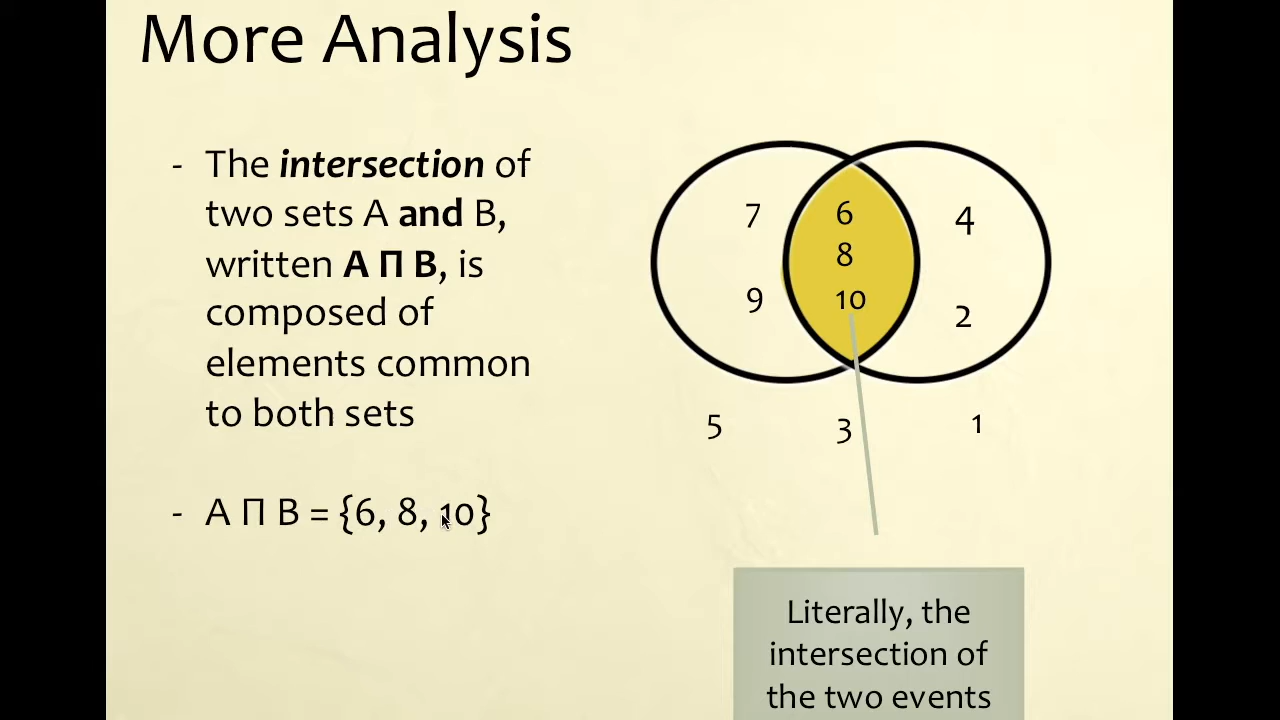 More Analysis
- The intersection of
two sets A and B,
written A Π B, is
composed of
elements common
to both sets
- A Π B = {6, 8, 10}
7 6 4
8
9 10 2
5 3 1
Literally, the
intersection of
the two events